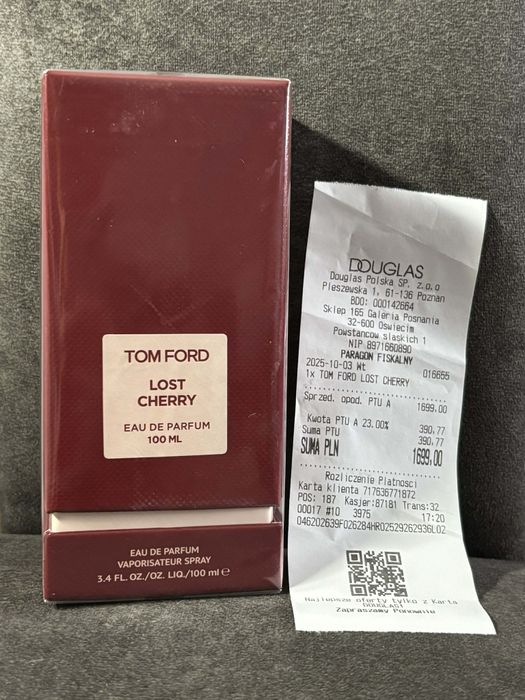 TOM FORD
LOST
CHERRY
EAU DE PARFUM
100 ML
EAU DE PARFUM
VAPORISATEUR SPRAY
3.4 FL. OZ./OZ. LIQ./100 ml ℮
DOUGLAS
Douglas Polska SP. z.o.o
Pleszewska 1, 61-136 Poznan
BDO: 000142664
Sklep 165 Galeria Posnania
32-600 Oswiecim
Powstancow slaskich 1
NIP 8971660890
PARAGON FISKALNY
2025-10-03 Wt 016655
1x TOM FORD LOST CHERRY
Sprzed. opod. PTU A 1699,00
Kwota PTU A 23.00% 390,77
Suma PTU 390,77
SUMA PLN 1699,00
Rozliczenie Platnosci
Karta klienta 717636771872
POS: 187 Kasjer:87181 Trans:32
00017 #10 3975 17:20
046202639F026284HR02529262936L02
Najlepsze oferty tylko z Karta
DOUGLAS!
Zapraszamy Ponownie